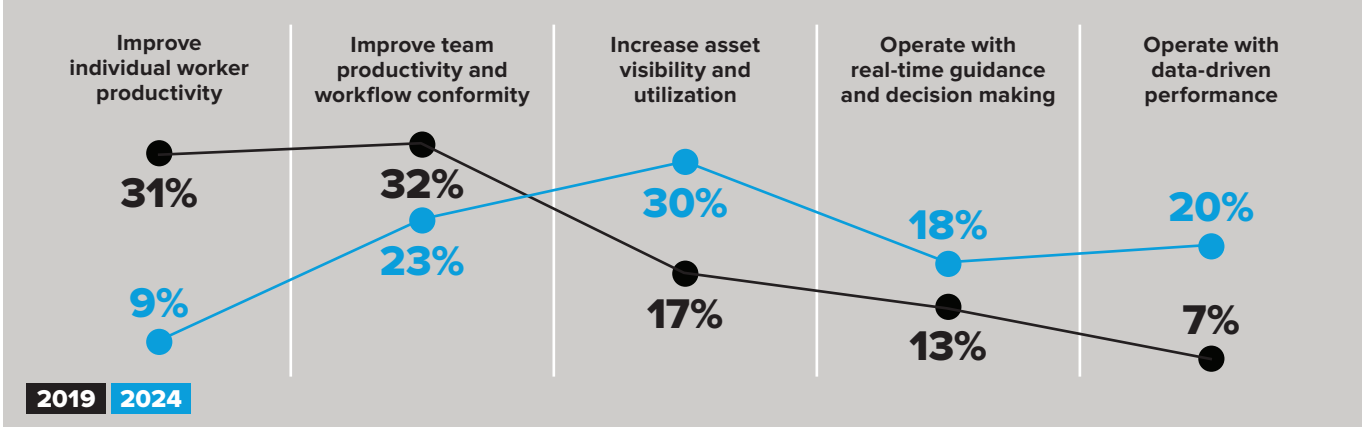 Improve
individual worker
productivity
Improve team
productivity and
workflow conformity
Increase asset
visibility and
utilization
Operate with
real-time guidance
and decision making
Operate with
data-driven
performance
31%
32%
30%
18%
20%
9%
23%
17%
13%
7%
2019 2024